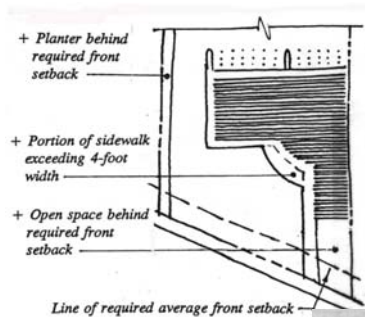 + Planter behind
required front
setback
+ Portion of sidewalk
exceeding 4-foot
width
+ Open space behind
required front
setback
Line of required average front setback